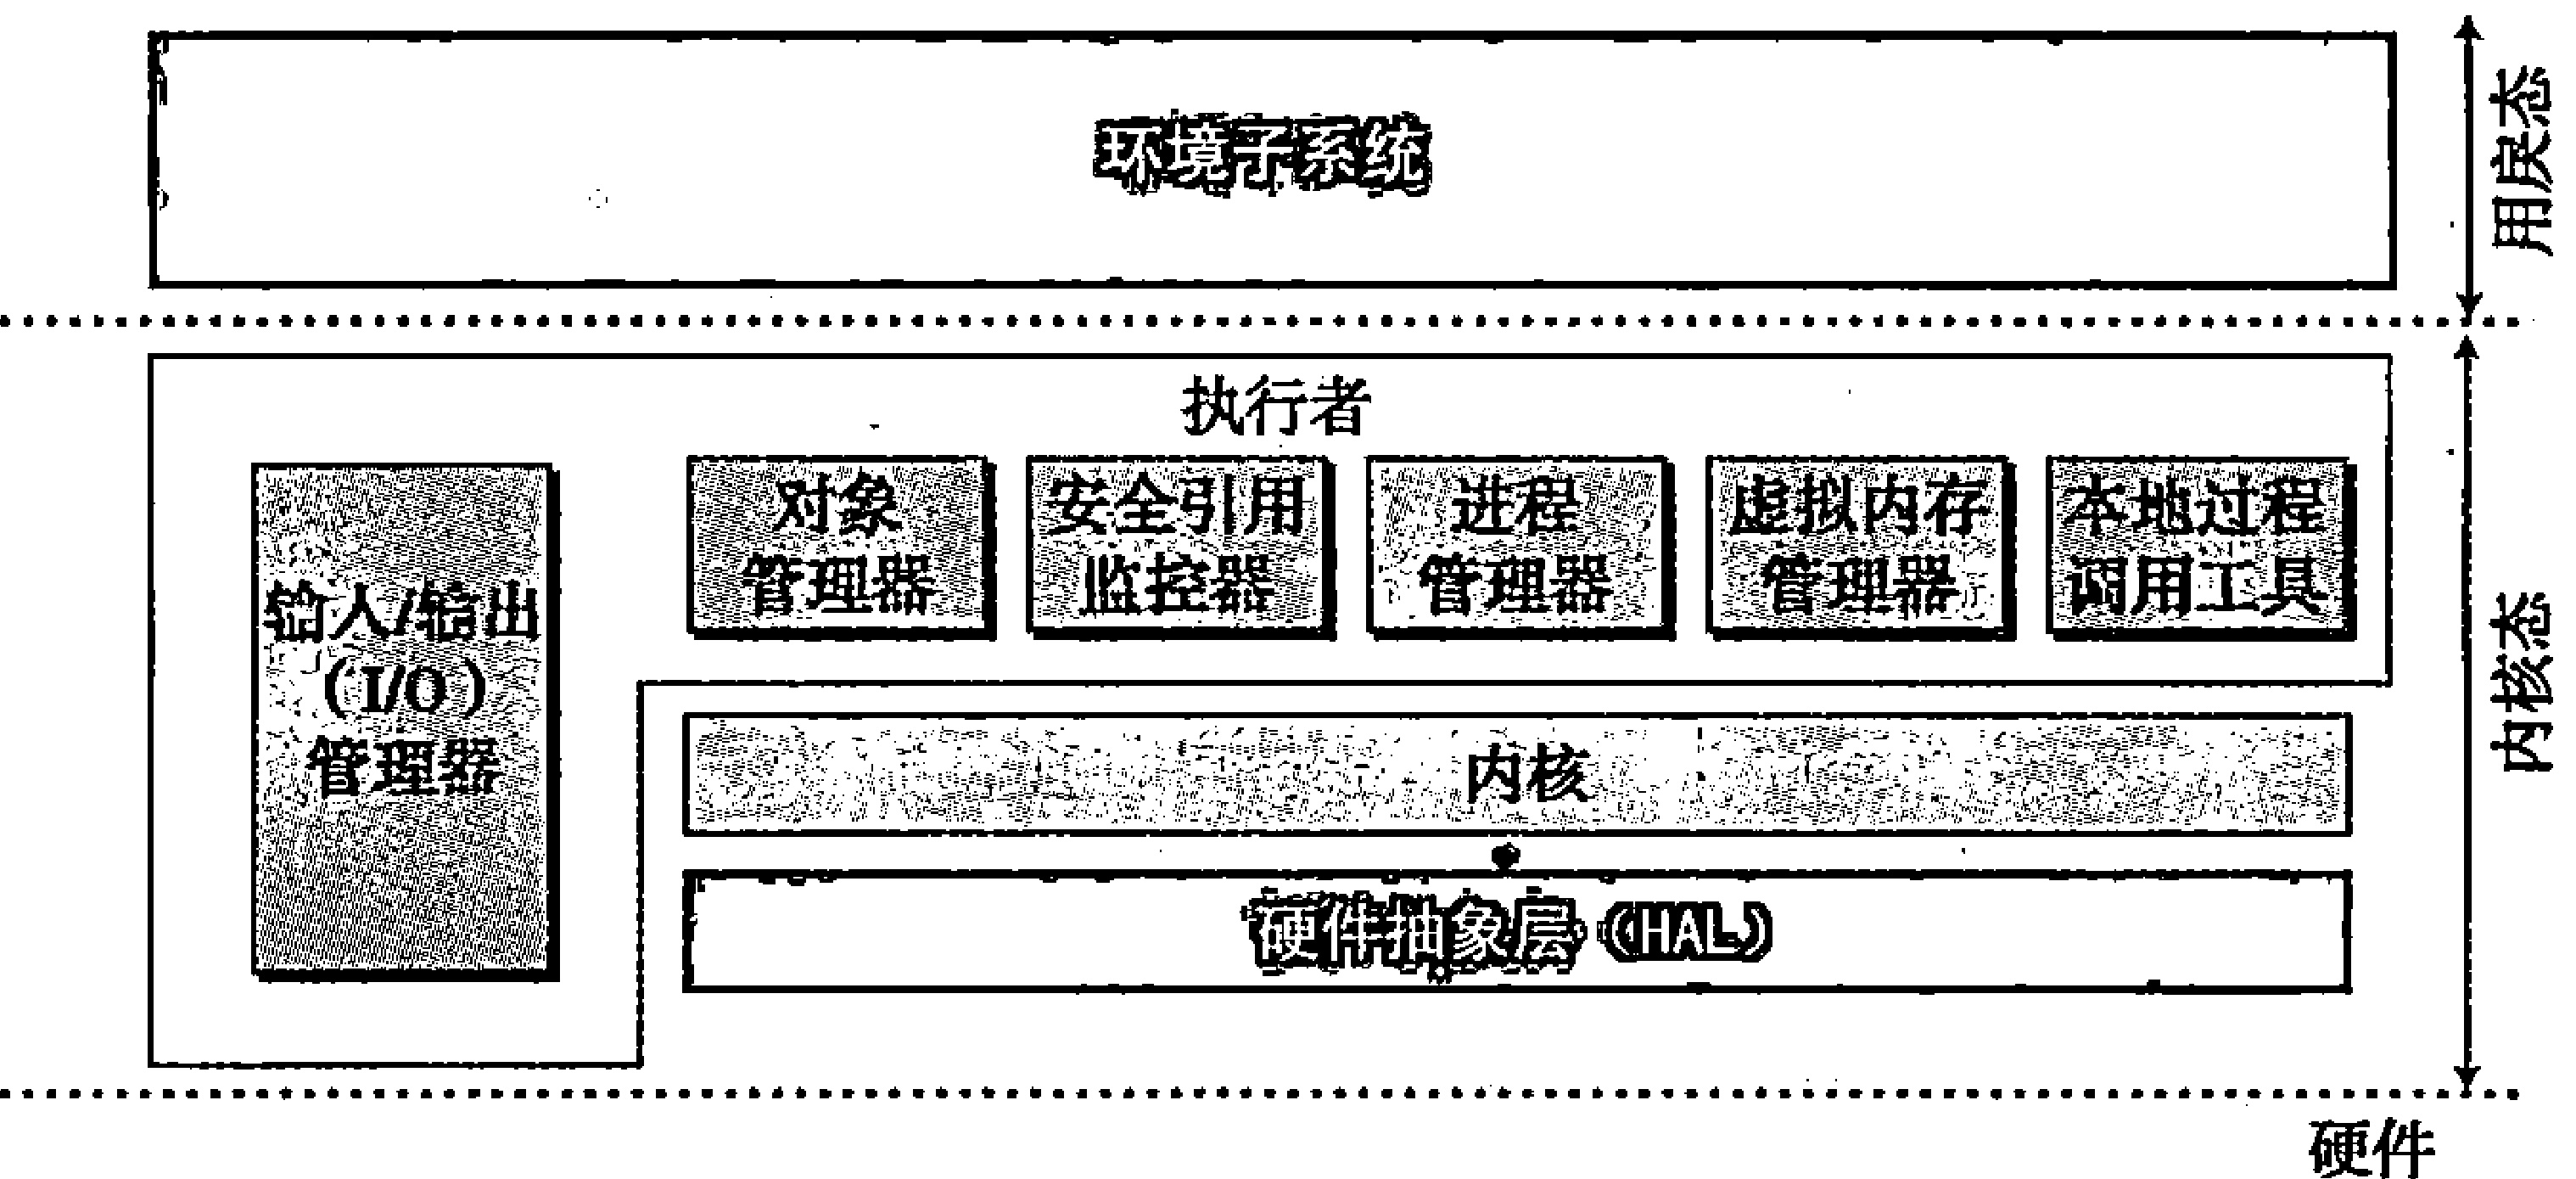 环境子系统
用户态
执行者
对象
管理器
安全引用
监控器
进程
管理器
虚拟内存
管理器
本地过程
调用工具
输入/输出
(I/O)
管理器
内核
硬件抽象层(HAL)
内核态
硬件